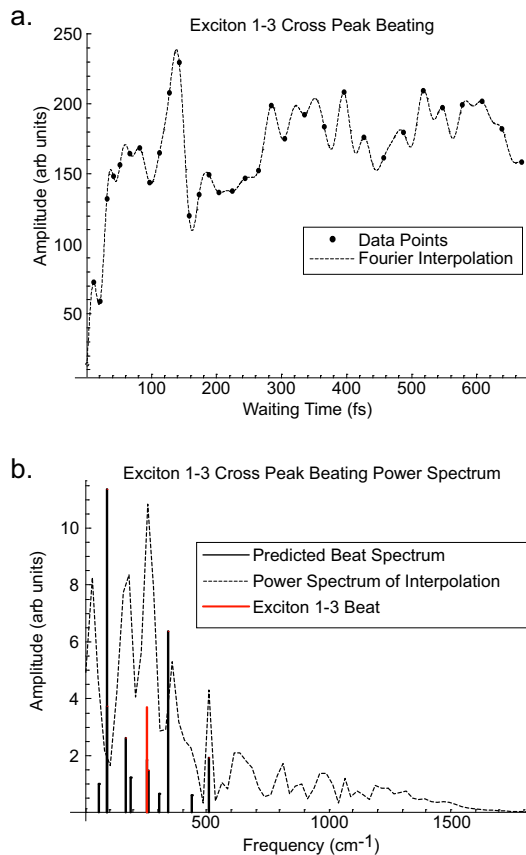 a.
Exciton 1-3 Cross Peak Beating
Amplitude (arb units)
250
200
150
100
50
Data Points
Fourier Interpolation
100
200
300
400
500
600
Waiting Time (fs)
b.
Exciton 1-3 Cross Peak Beating Power Spectrum
Amplitude (arb units)
10
8
6
4
2
Predicted Beat Spectrum
Power Spectrum of Interpolation
Exciton 1-3 Beat
500
1000
1500
Frequency (cm⁻¹)